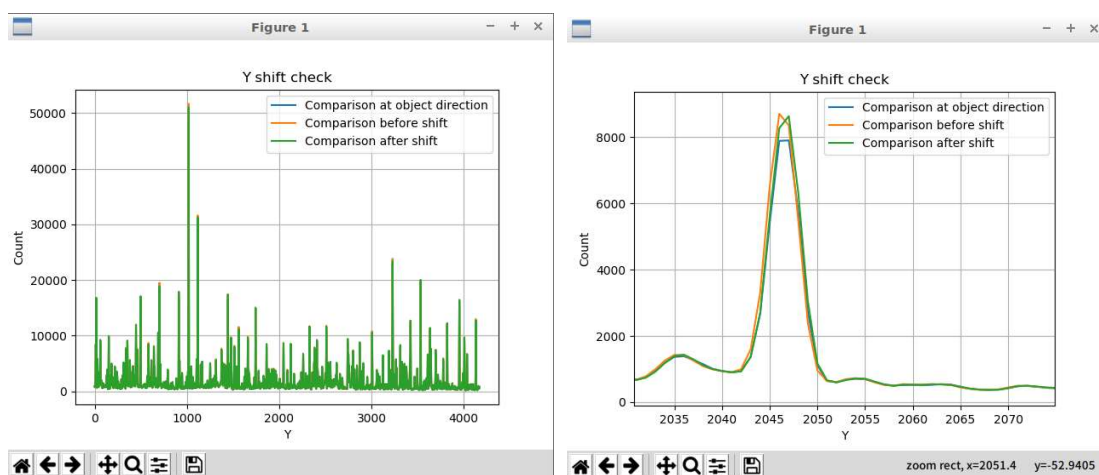 Figure 1
Y shift check
Comparison at object direction
Comparison before shift
Comparison after shift
50000
40000
30000
20000
10000
0
Count
0 1000 2000 3000 4000
Y
Figure 1
Y shift check
Comparison at object direction
Comparison before shift
Comparison after shift
8000
6000
4000
2000
0
Count
2035 2040 2045 2050 2055 2060 2065 2070
Y
zoom rect, x=2051.4 y=-52.9405